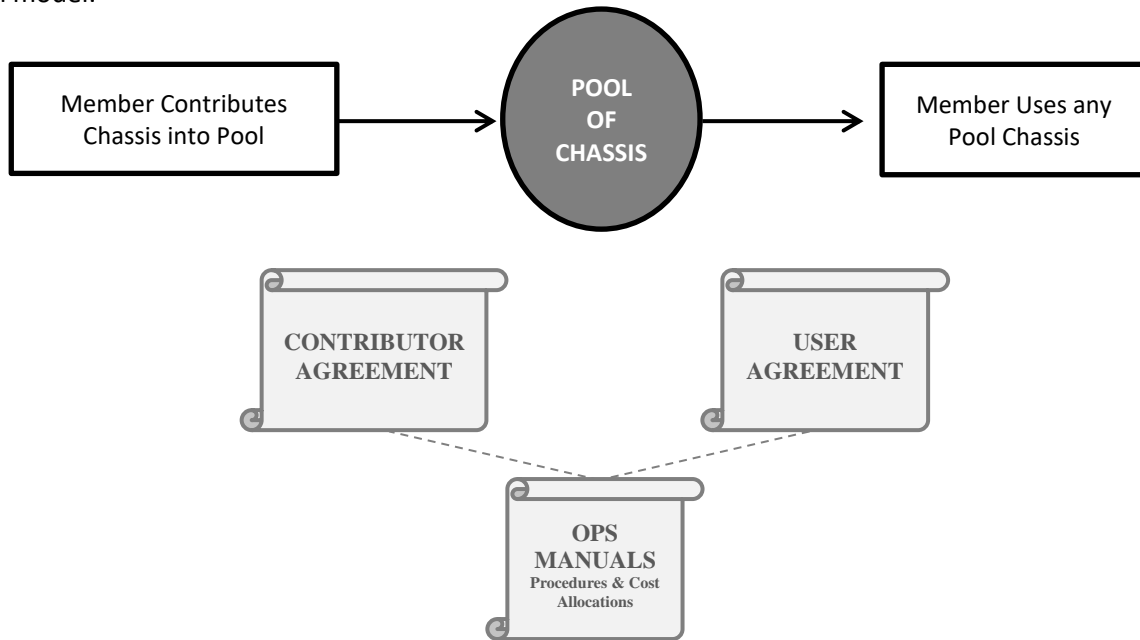 model.
Member Contributes
Chassis into Pool
POOL
OF
CHASSIS
Member Uses any
Pool Chassis
CONTRIBUTOR
AGREEMENT
USER
AGREEMENT
OPS
MANUALS
Procedures & Cost
Allocations